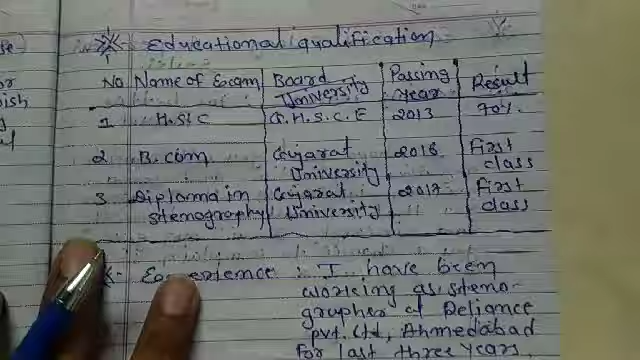 Educational qualification
No Name of Exam Board University Passing Year Result
1 H.S.C G.H.S.C.E 2013 70%
2 B.com Gujarat University 2016 First class
3 Diploma in stenography Gujarat University 2017 First class
Experience : I have been
working as steno-
grapher at Reliance
pvt. Ltd, Ahmedabad
For last three Years